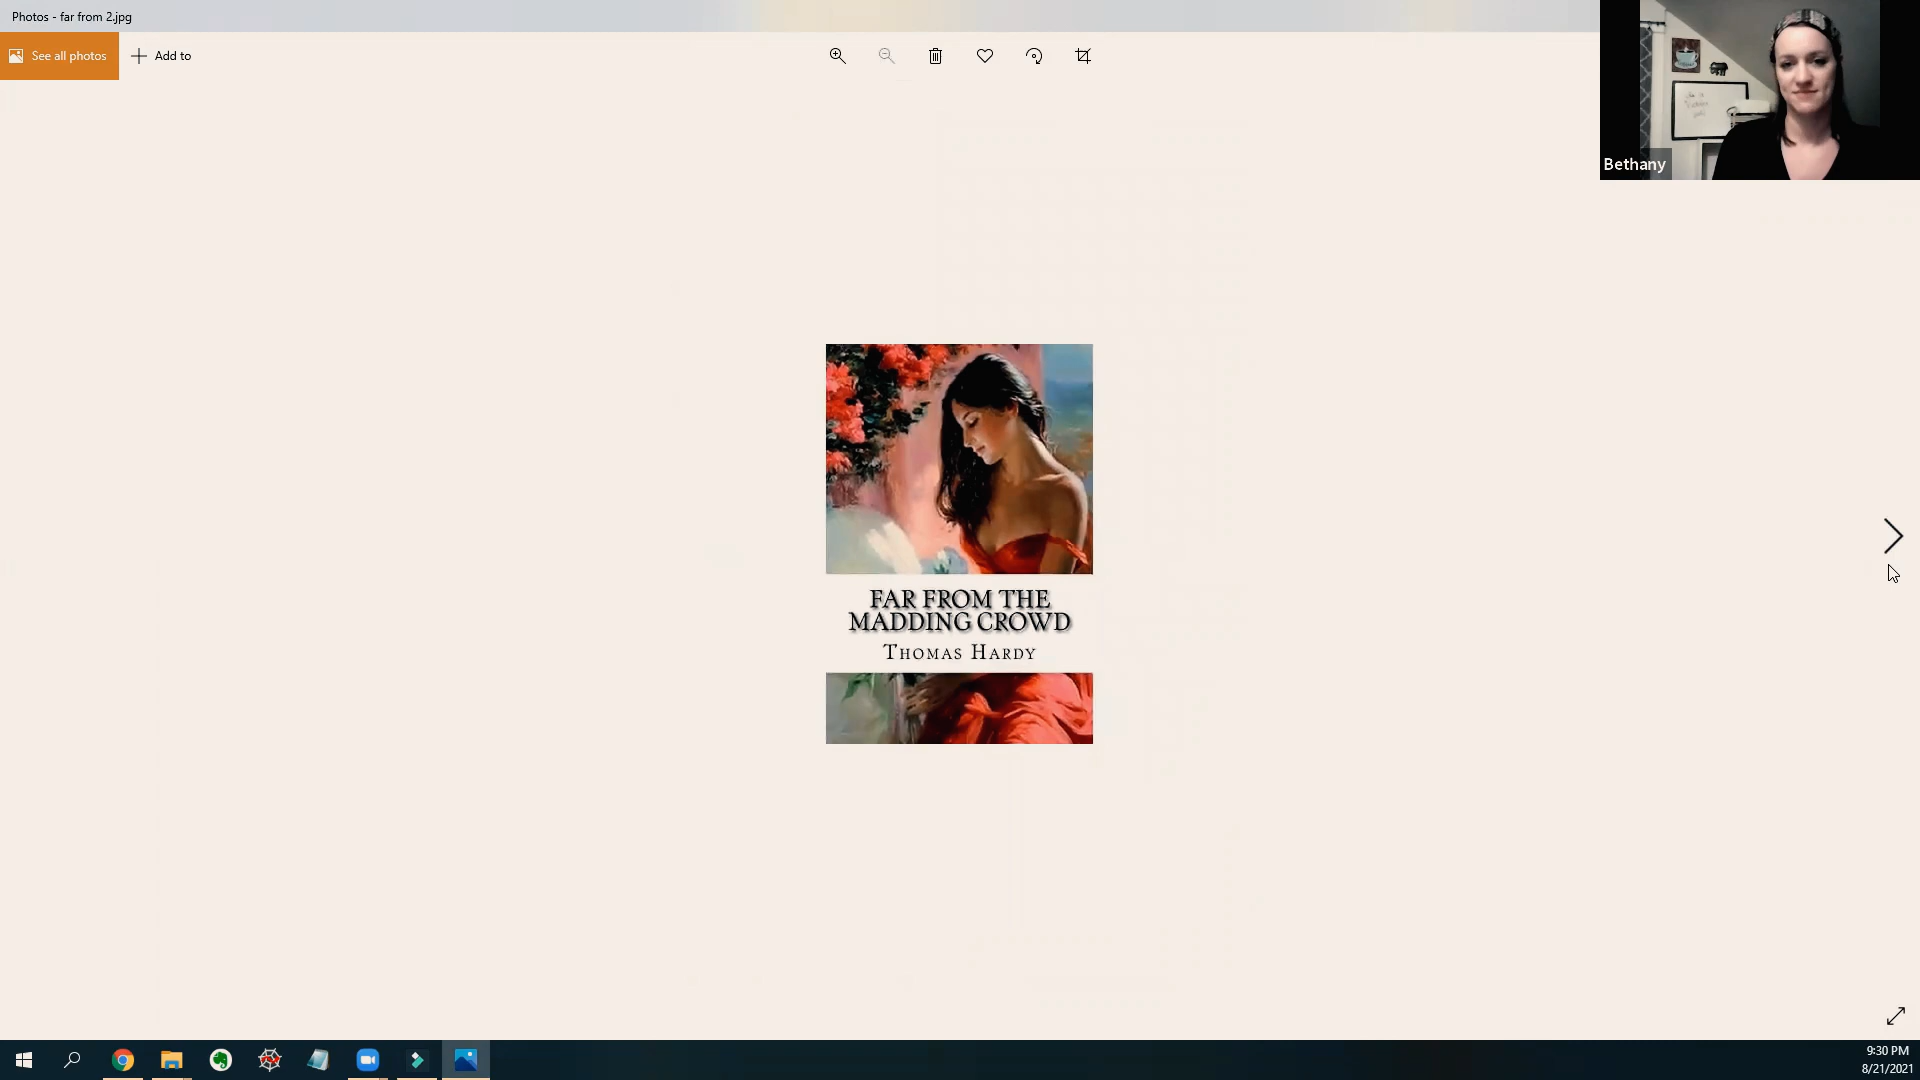 Photos - far from 2.jpg
See all photos
Add to
Bethany
FAR FROM THE
MADDING CROWD
THOMAS HARDY
9:30 PM
8/21/2021